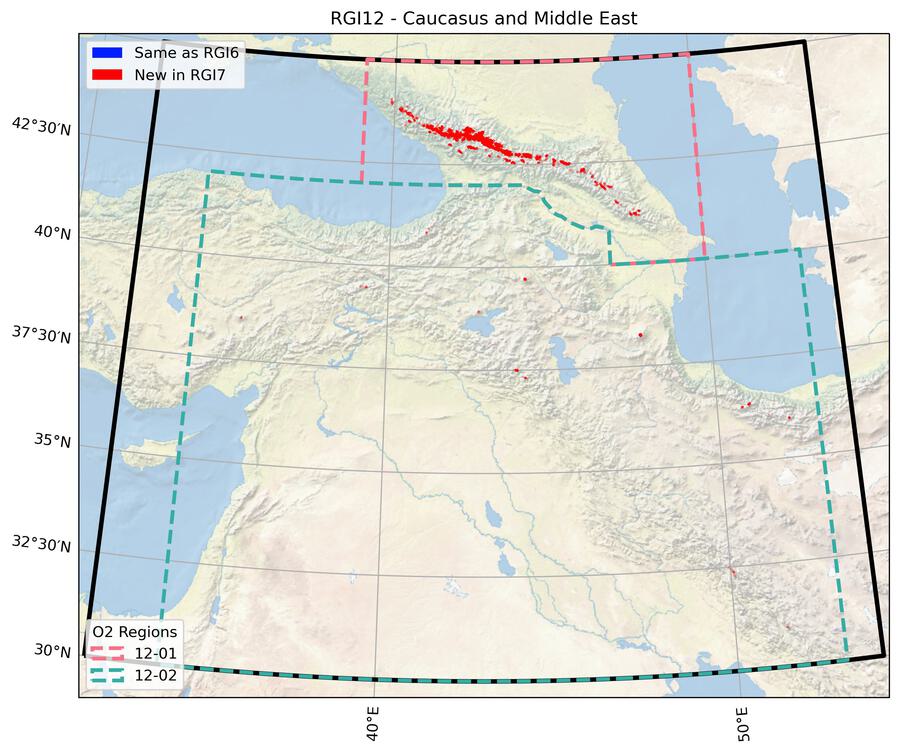 RGI12 - Caucasus and Middle East
Same as RGI6
New in RGI7
42°30′N
40°N
37°30′N
35°N
32°30′N
30°N
O2 Regions
12-01
12-02
40°E
50°E